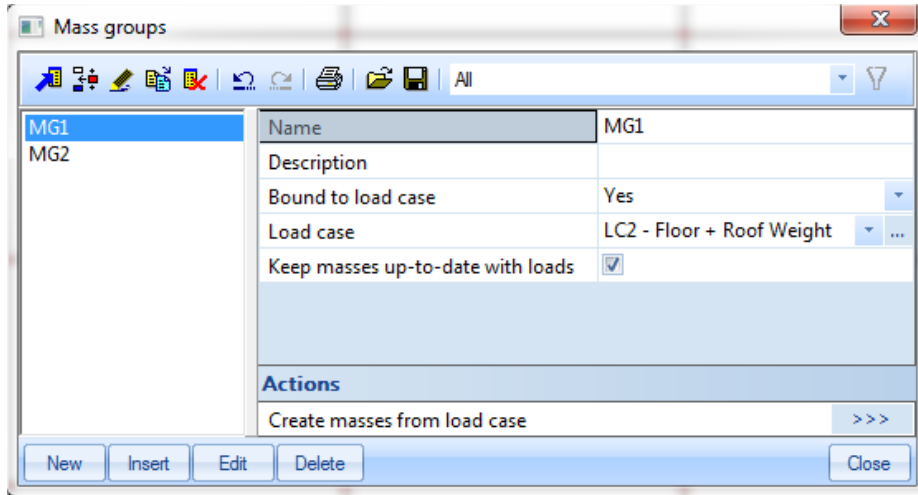 Mass groups
All
MG1
MG2
Name MG1
Description
Bound to load case Yes
Load case LC2 - Floor + Roof Weight ...
Keep masses up-to-date with loads
Actions
Create masses from load case >>>
New Insert Edit Delete Close